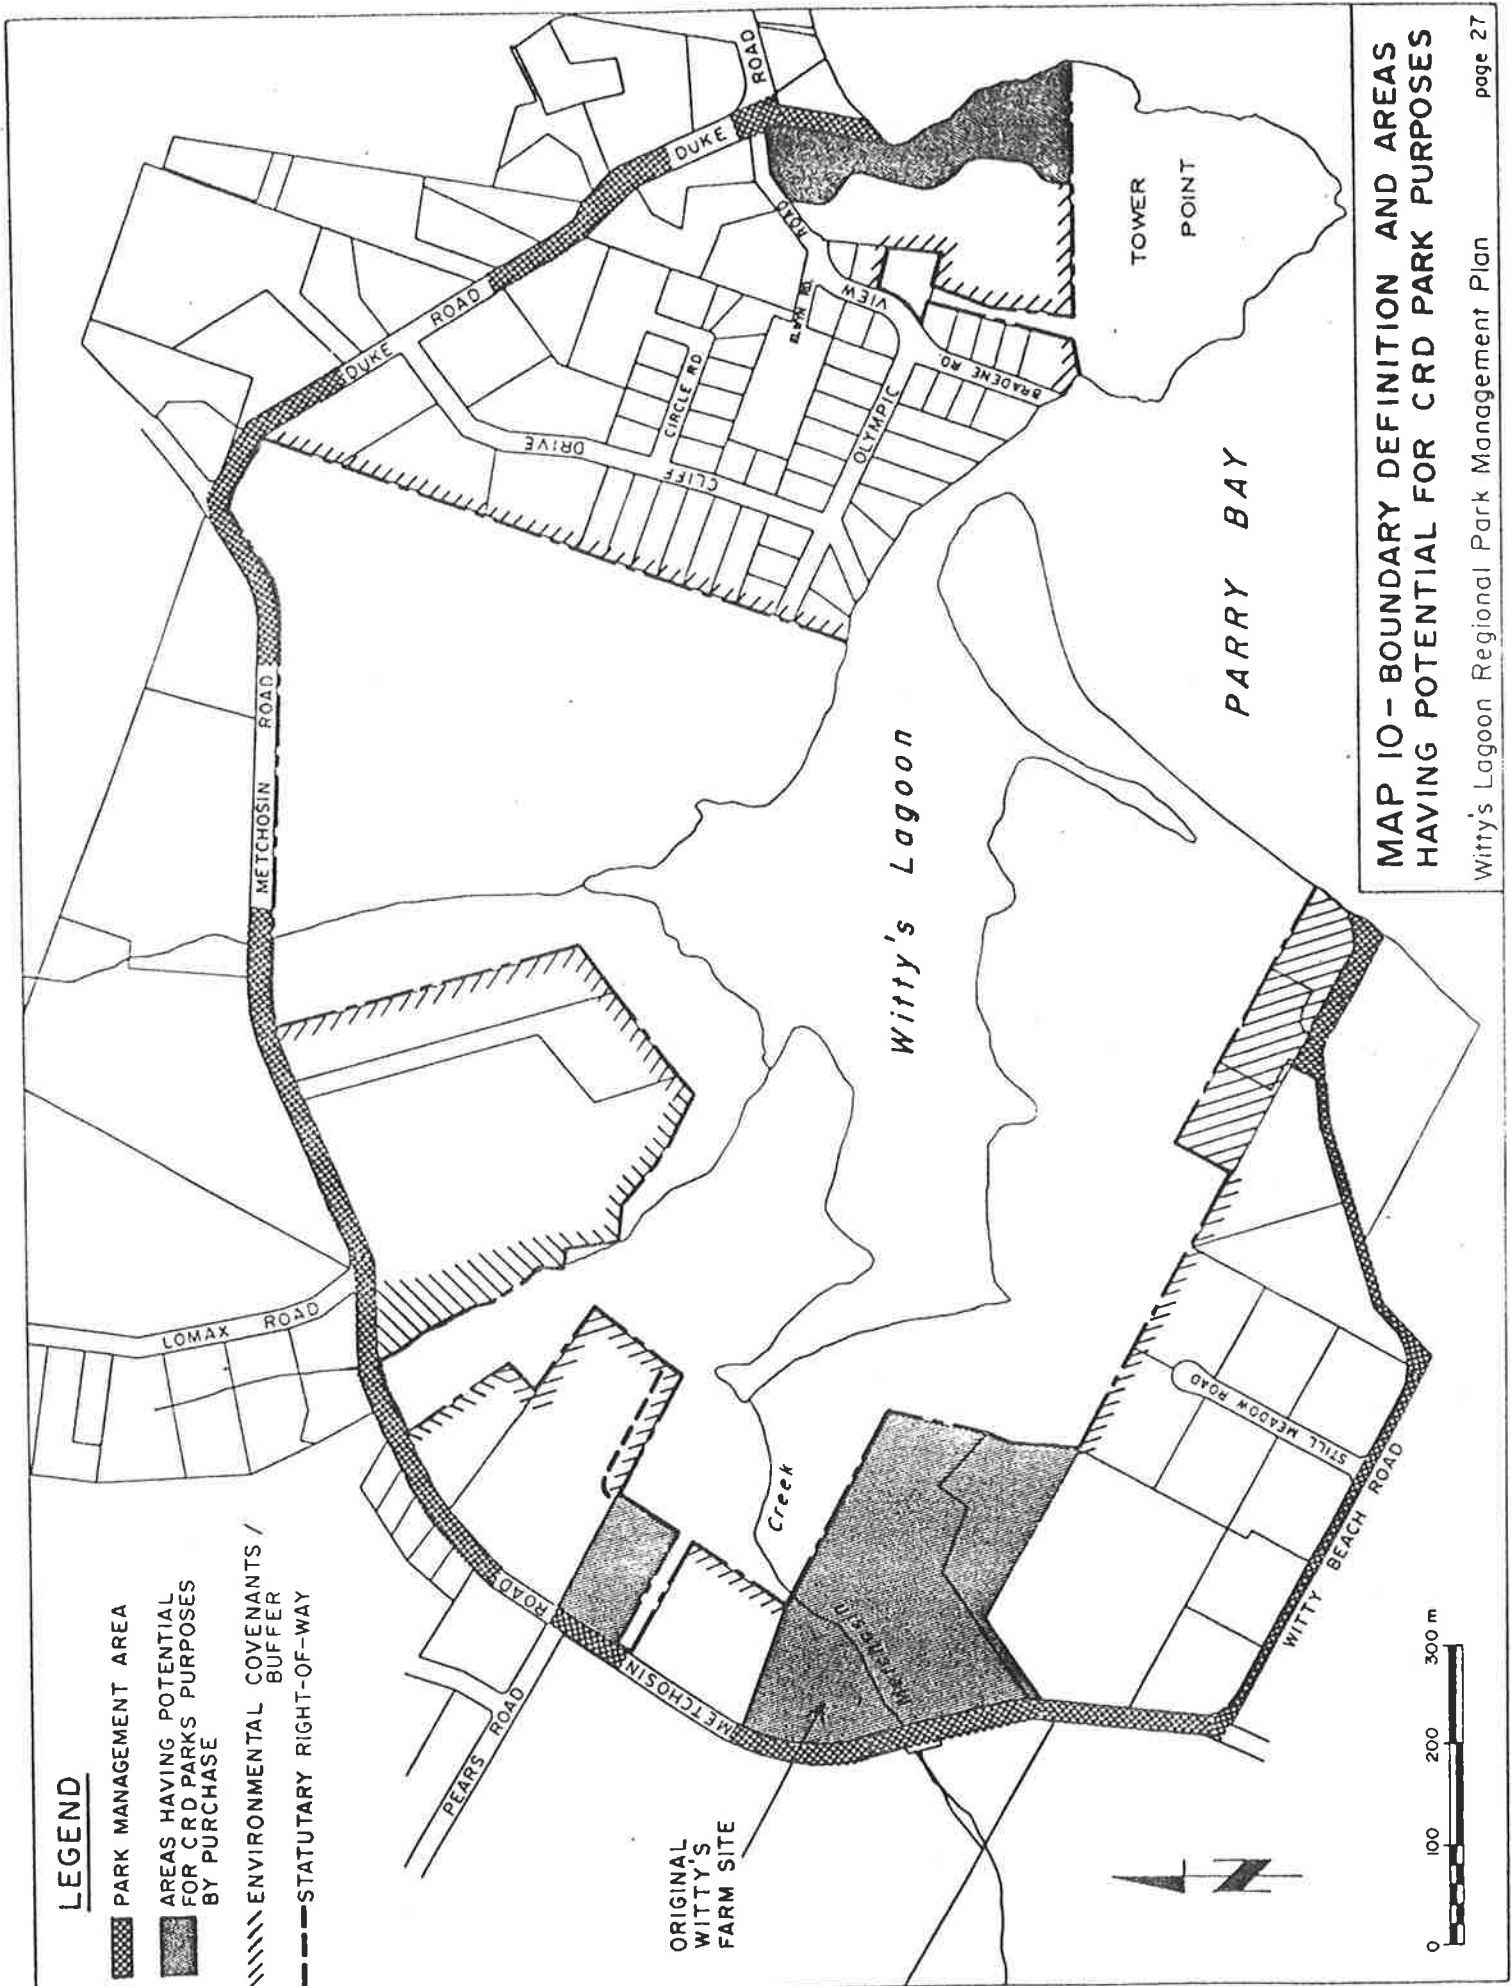 LEGEND
PARK MANAGEMENT AREA
AREAS HAVING POTENTIAL
FOR CRD PARKS PURPOSES
BY PURCHASE
ENVIRONMENTAL COVENANTS /
BUFFER
STATUTARY RIGHT-OF-WAY
LOMAX ROAD
METCHOSIN ROAD
DUKE ROAD
DUKE ROAD
CLIFF DRIVE
CIRCLE RD
OLYMPIC VIEW ROAD
BRADENE RD.
PEARS ROAD
METCHOSIN ROAD
ORIGINAL
WITTY'S
FARM SITE
Metchosin Creek
Witty's Lagoon
PARRY BAY
TOWER
POINT
STILL MEADOW ROAD
WITTY BEACH ROAD
N
0 100 200 300 m
MAP 10-BOUNDARY DEFINITION AND AREAS
HAVING POTENTIAL FOR CRD PARK PURPOSES
Witty's Lagoon Regional Park Management Plan page 27